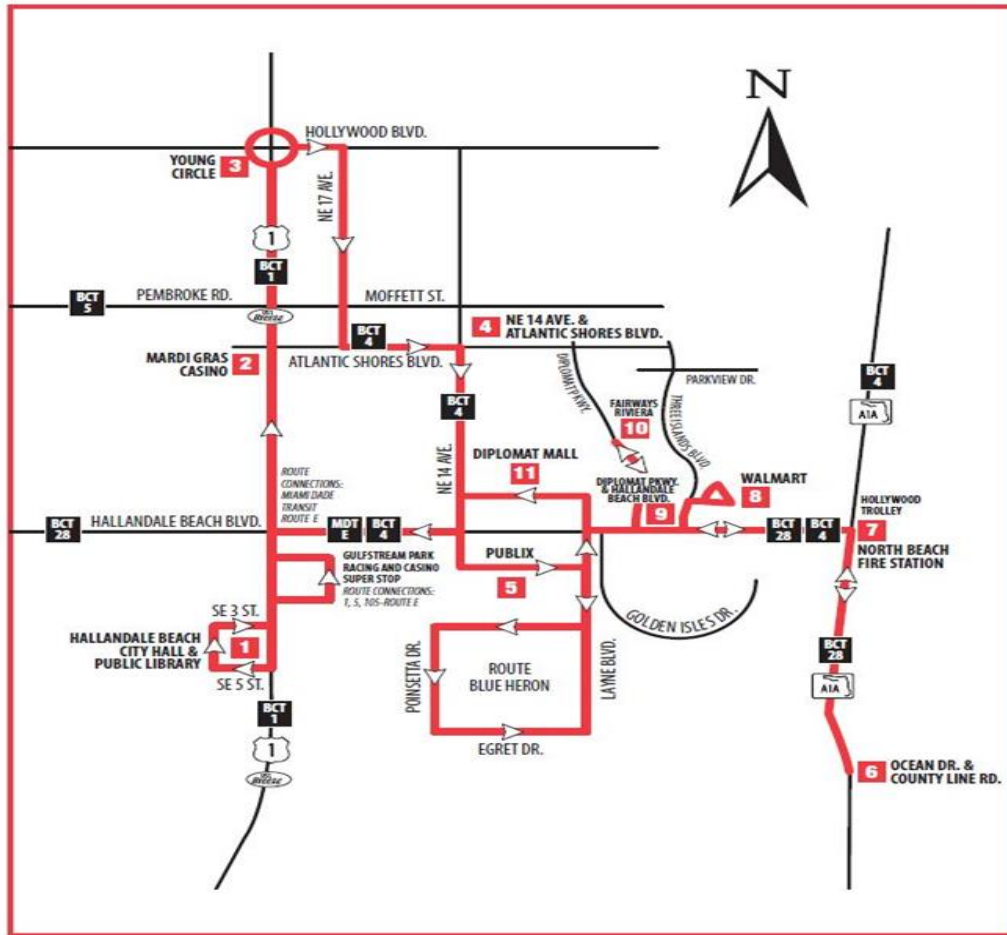 N
HOLLYWOOD BLVD.
YOUNG
CIRCLE
3
NE 17 AVE.
1
BCT
1
BCT
5
PEMBROKE RD.
MOFFETT ST.
Breeze
MARDI GRAS
CASINO
2
BCT
4
ATLANTIC SHORES BLVD.
4
NE 14 AVE. &
ATLANTIC SHORES BLVD.
DIPLOMAT PKWY.
PARKVIEW DR.
THREE ISLANDS BLVD.
BCT
4
A1A
BCT
4
NE 14 AVE.
FAIRWAYS
RIVIERA
10
DIPLOMAT MALL
11
DIPLOMAT PKWY.
& HALLANDALE
BEACH BLVD.
9
WALMART
8
ROUTE
CONNECTIONS:
MIAMI DADE
TRANSIT
ROUTE E
BCT
28
HALLANDALE BEACH BLVD.
MDT
E
BCT
4
BCT
28
BCT
4
HOLLYWOOD
TROLLEY
7
NORTH BEACH
FIRE STATION
GULFSTREAM PARK
RACING AND CASINO
SUPER STOP
ROUTE CONNECTIONS:
1, 5, 105-ROUTE E
PUBLIX
5
GOLDEN ISLES DR.
SE 3 ST.
HALLANDALE BEACH
CITY HALL &
PUBLIC LIBRARY
1
SE 5 ST.
POINSETTA DR.
ROUTE
BLUE HERON
LAYNE BLVD.
EGRET DR.
BCT
28
A1A
BCT
1
1
Breeze
6
OCEAN DR. &
COUNTY LINE RD.